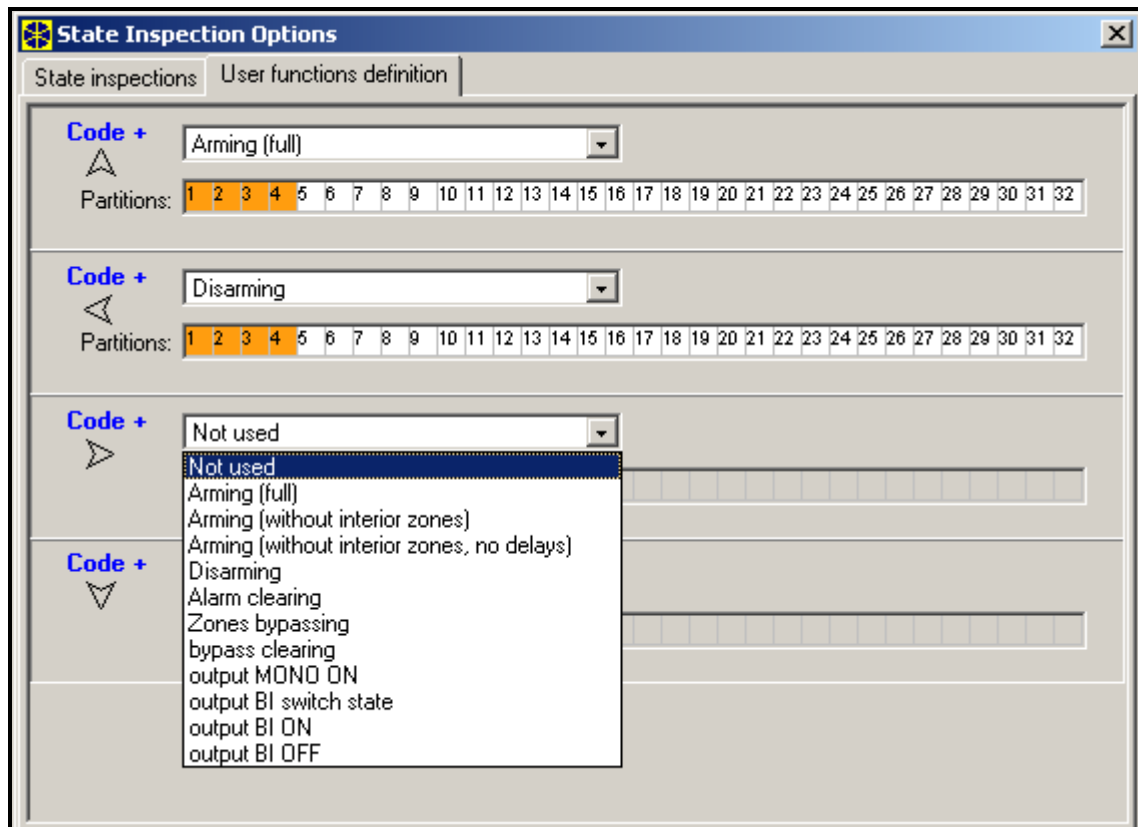 State Inspection Options
State inspections User functions definition
Code +
Arming (full)
Partitions: 1 2 3 4 5 6 7 8 9 10 11 12 13 14 15 16 17 18 19 20 21 22 23 24 25 26 27 28 29 30 31 32
Code +
Disarming
Partitions: 1 2 3 4 5 6 7 8 9 10 11 12 13 14 15 16 17 18 19 20 21 22 23 24 25 26 27 28 29 30 31 32
Code +
Not used
Not used
Arming (full)
Arming (without interior zones)
Arming (without interior zones, no delays)
Disarming
Alarm clearing
Zones bypassing
bypass clearing
output MONO ON
output BI switch state
output BI ON
output BI OFF
Code +